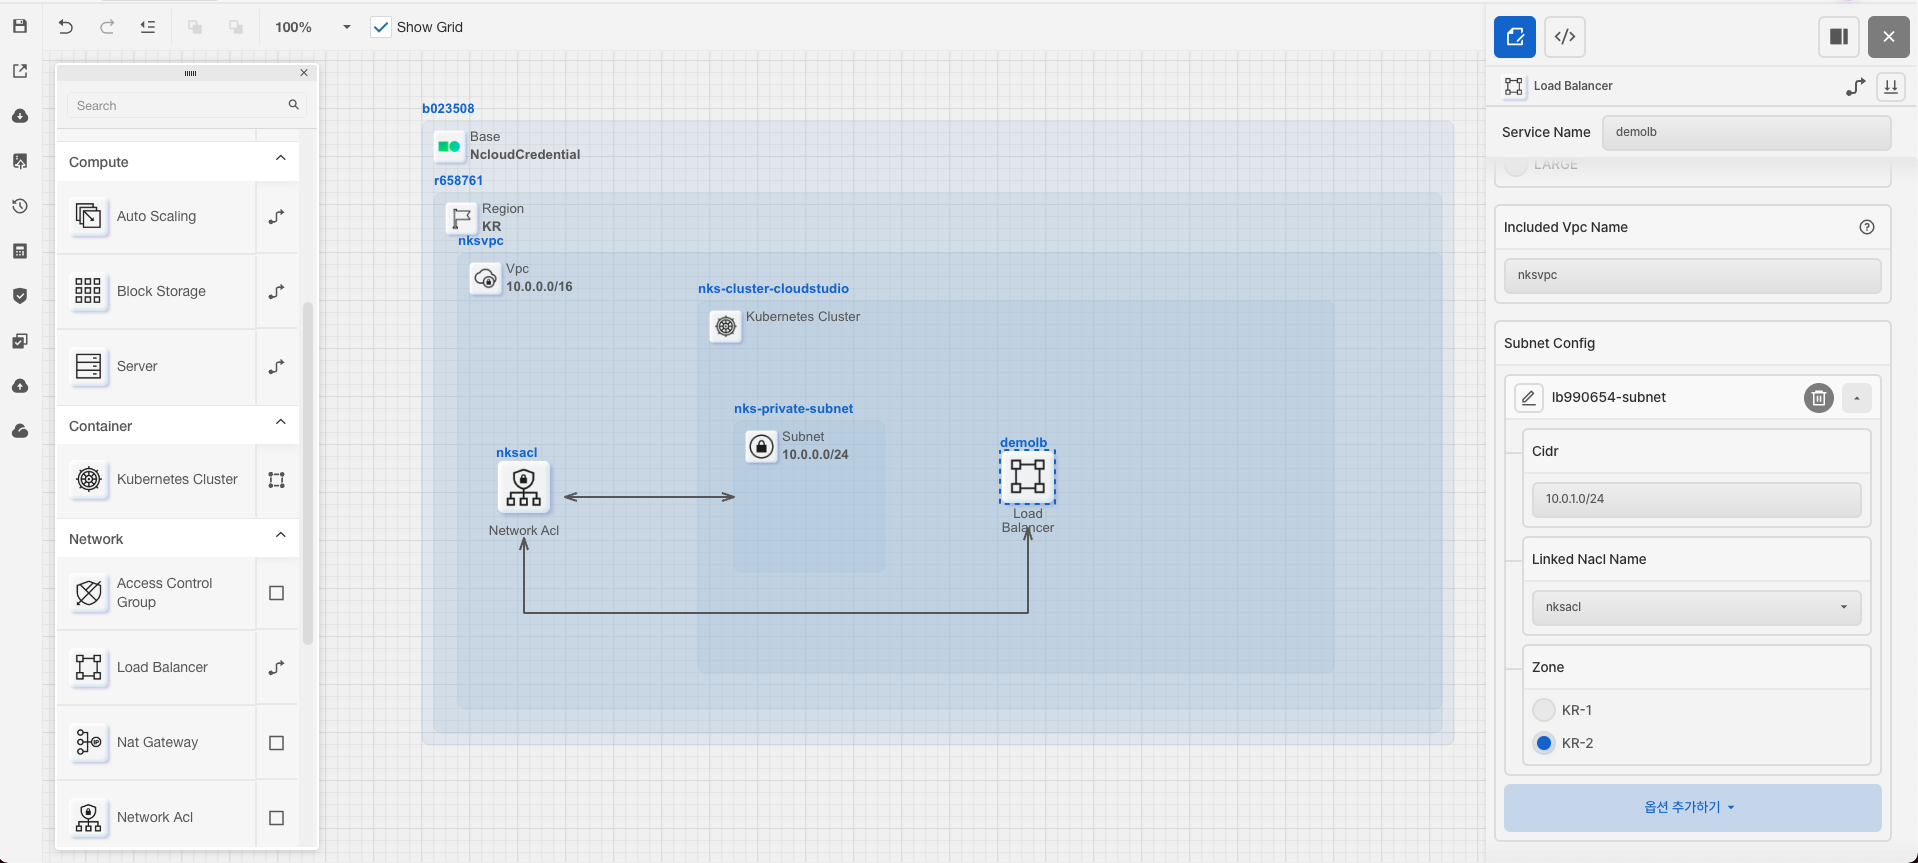 100%
Show Grid
Search
Compute
Auto Scaling
Block Storage
Server
Container
Kubernetes Cluster
Network
Access Control
Group
Load Balancer
Nat Gateway
Network Acl
b023508
Base
NcloudCredential
r658761
Region
KR
nksvpc
Vpc
10.0.0.0/16
nks-cluster-cloudstudio
Kubernetes Cluster
nks-private-subnet
Subnet
10.0.0.0/24
nksacl
Network Acl
demolb
Load
Balancer
Load Balancer
Service Name
demolb
LARGE
Included Vpc Name
nksvpc
Subnet Config
lb990654-subnet
Cidr
10.0.1.0/24
Linked Nacl Name
nksacl
Zone
KR-1
KR-2
옵션 추가하기